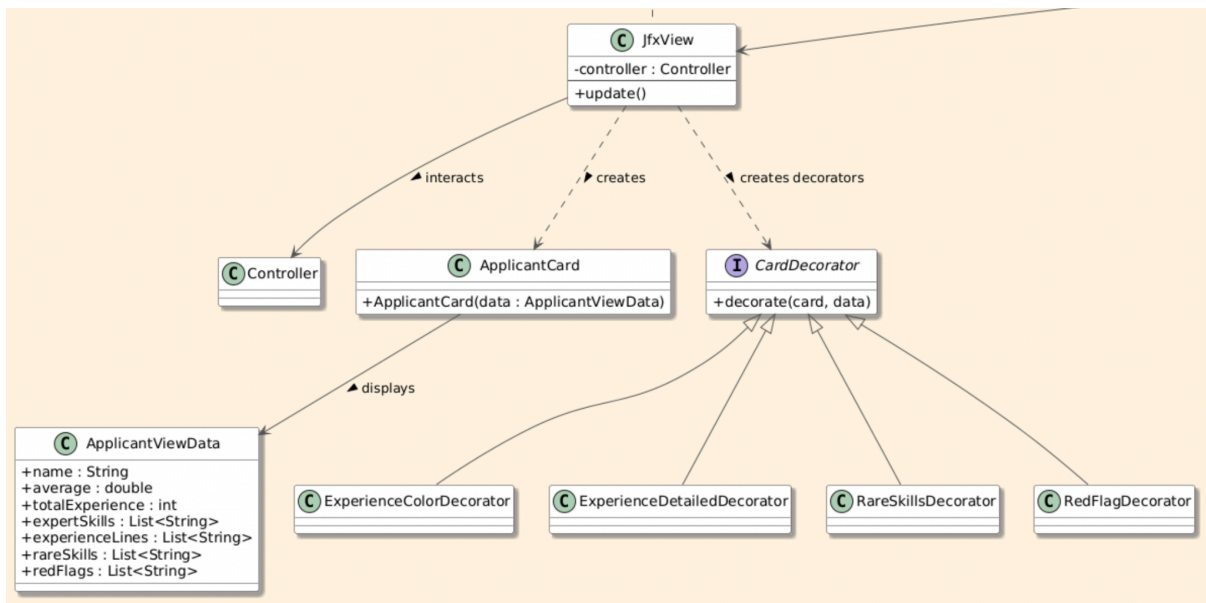 C JfxView
-controller : Controller
+update()
interacts
creates
creates decorators
C Controller
C ApplicantCard
+ApplicantCard(data : ApplicantViewData)
I CardDecorator
+decorate(card, data)
displays
C ApplicantViewData
+name : String
+average : double
+totalExperience : int
+expertSkills : List<String>
+experienceLines : List<String>
+rareSkills : List<String>
+redFlags : List<String>
C ExperienceColorDecorator
C ExperienceDetailedDecorator
C RareSkillsDecorator
C RedFlagDecorator